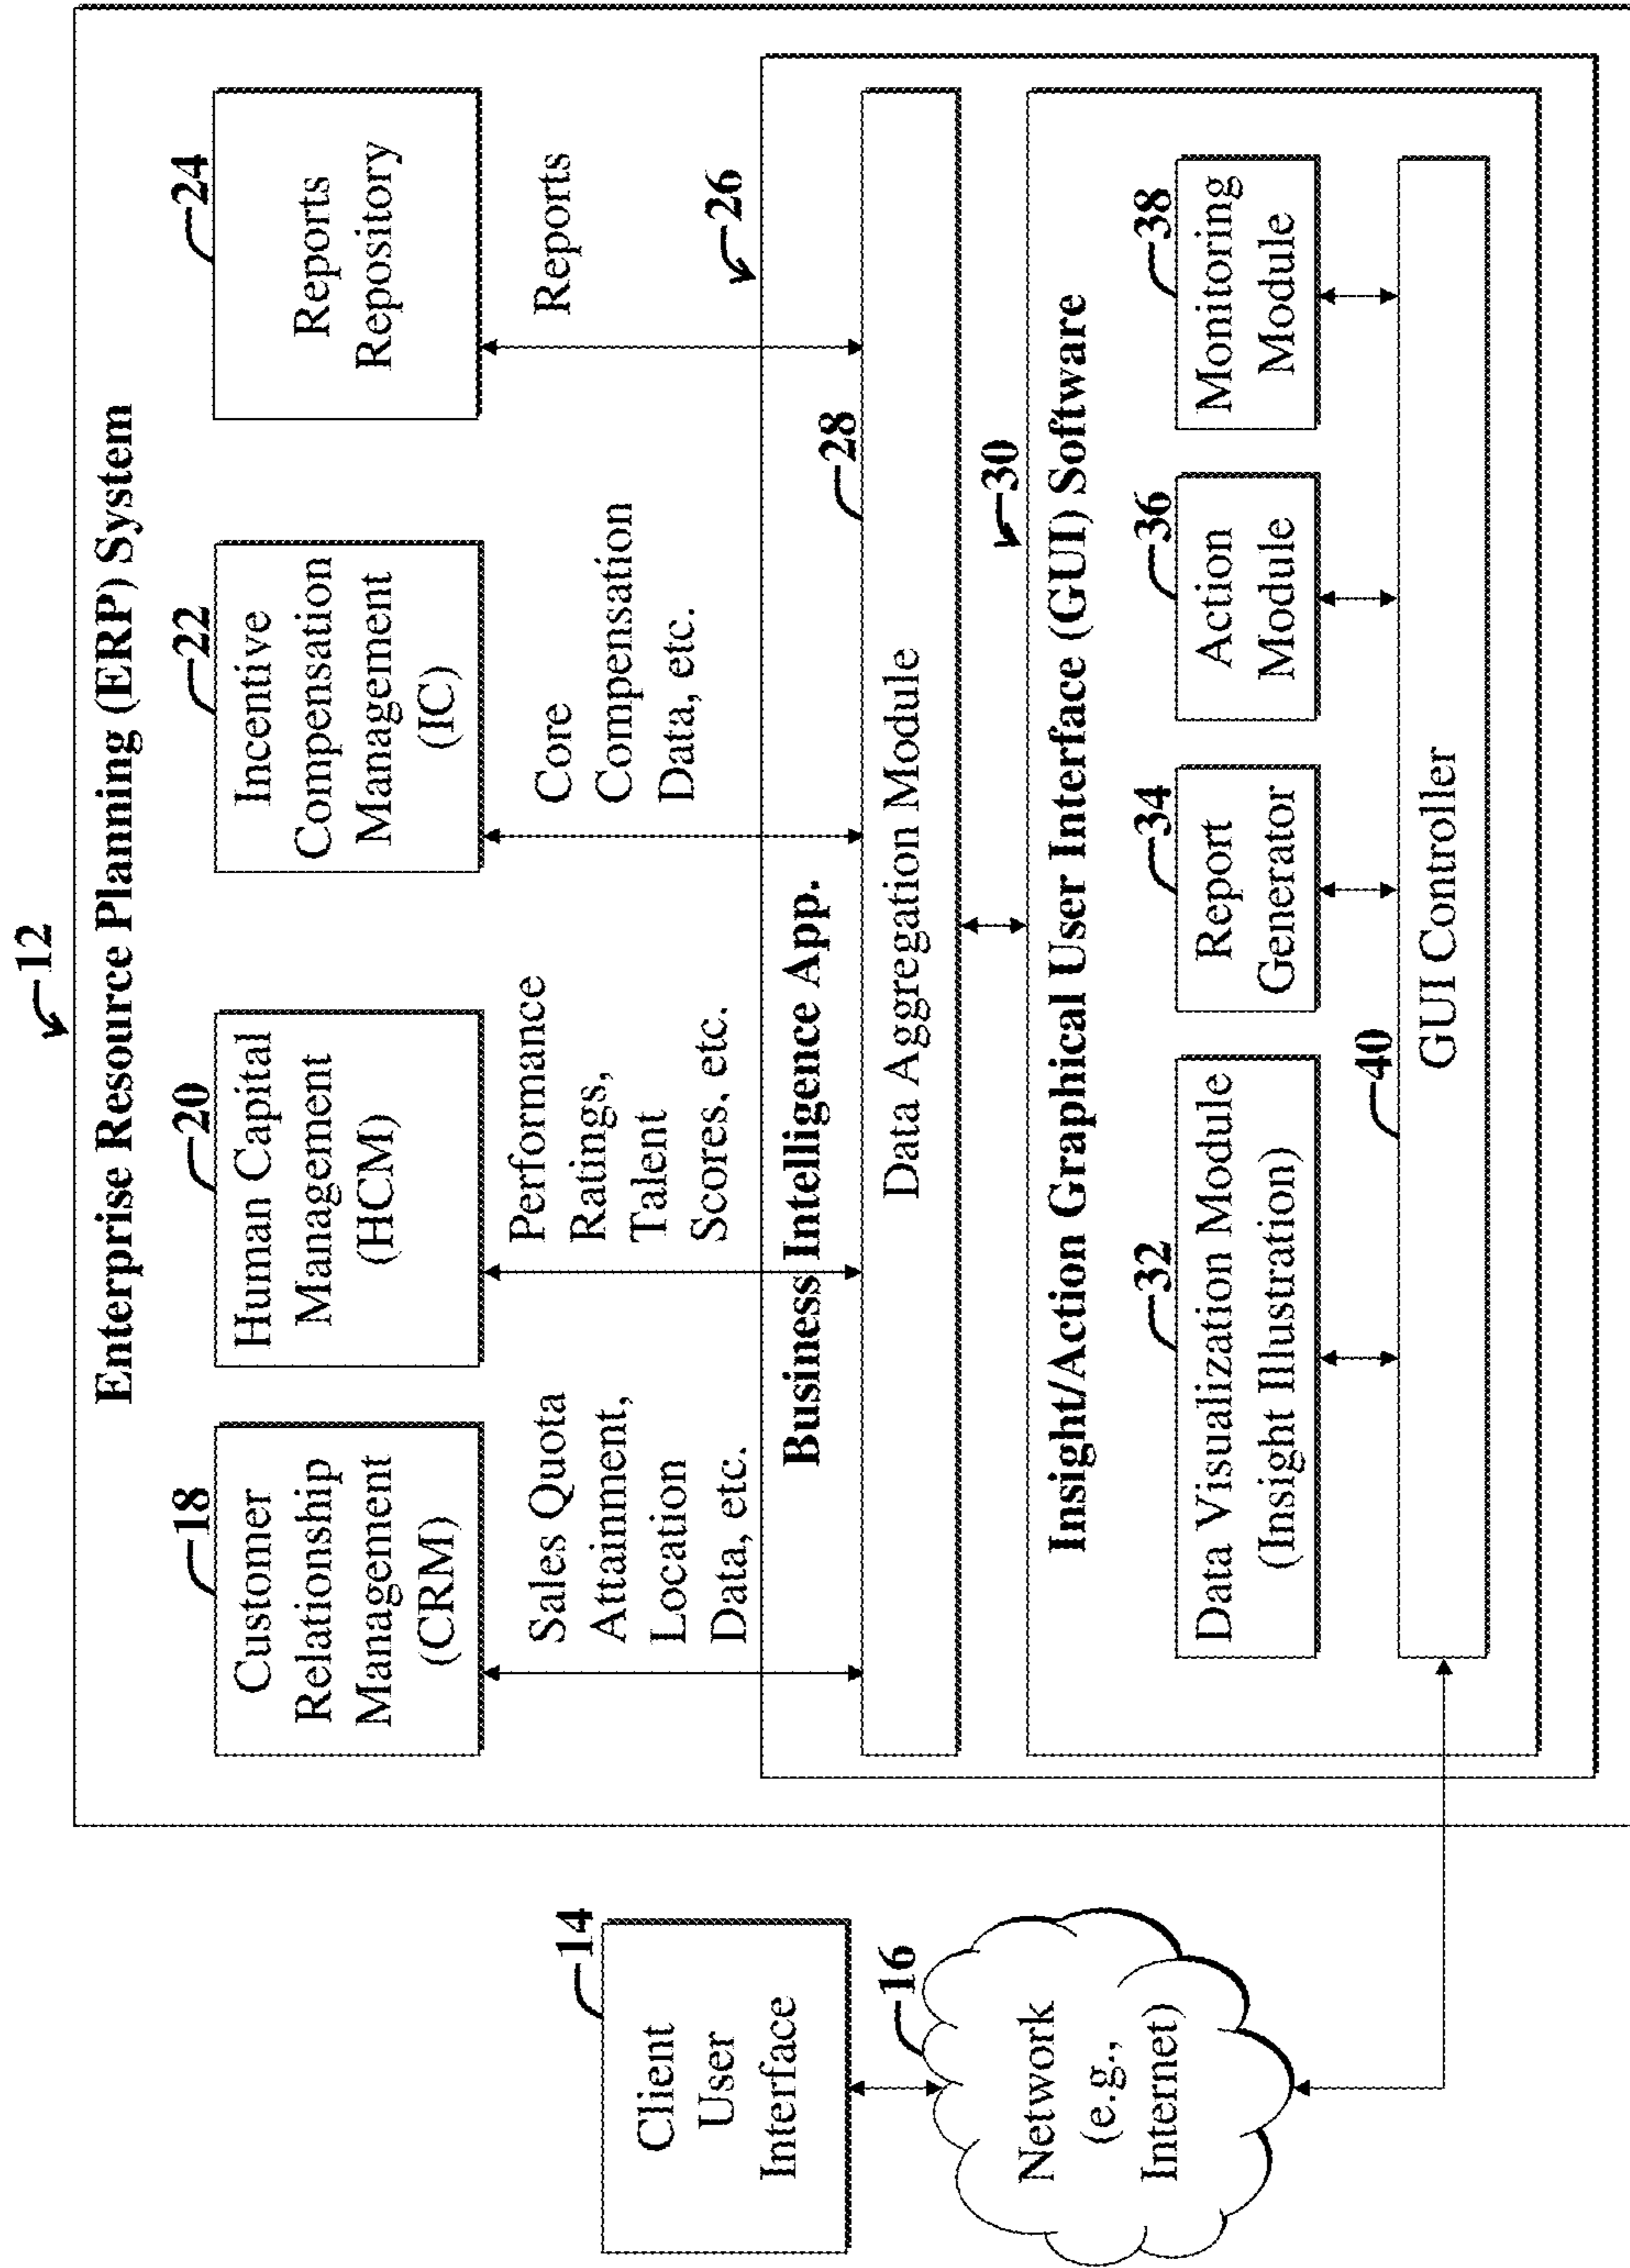 12
Enterprise Resource Planning (ERP) System
18
Customer
Relationship
Management
(CRM)
20
Human Capital
Management
(HCM)
22
Incentive
Compensation
Management
(IC)
24
Reports
Repository
Sales Quota
Attainment,
Location
Data, etc.
Performance
Ratings,
Talent
Scores, etc.
Core
Compensation
Data, etc.
Reports
26
Business Intelligence App.
28
Data Aggregation Module
30
Insight/Action Graphical User Interface (GUI) Software
32
Data Visualization Module
(Insight Illustration)
34
Report
Generator
36
Action
Module
38
Monitoring
Module
40
GUI Controller
14
Client
User
Interface
16
Network
(e.g.,
Internet)